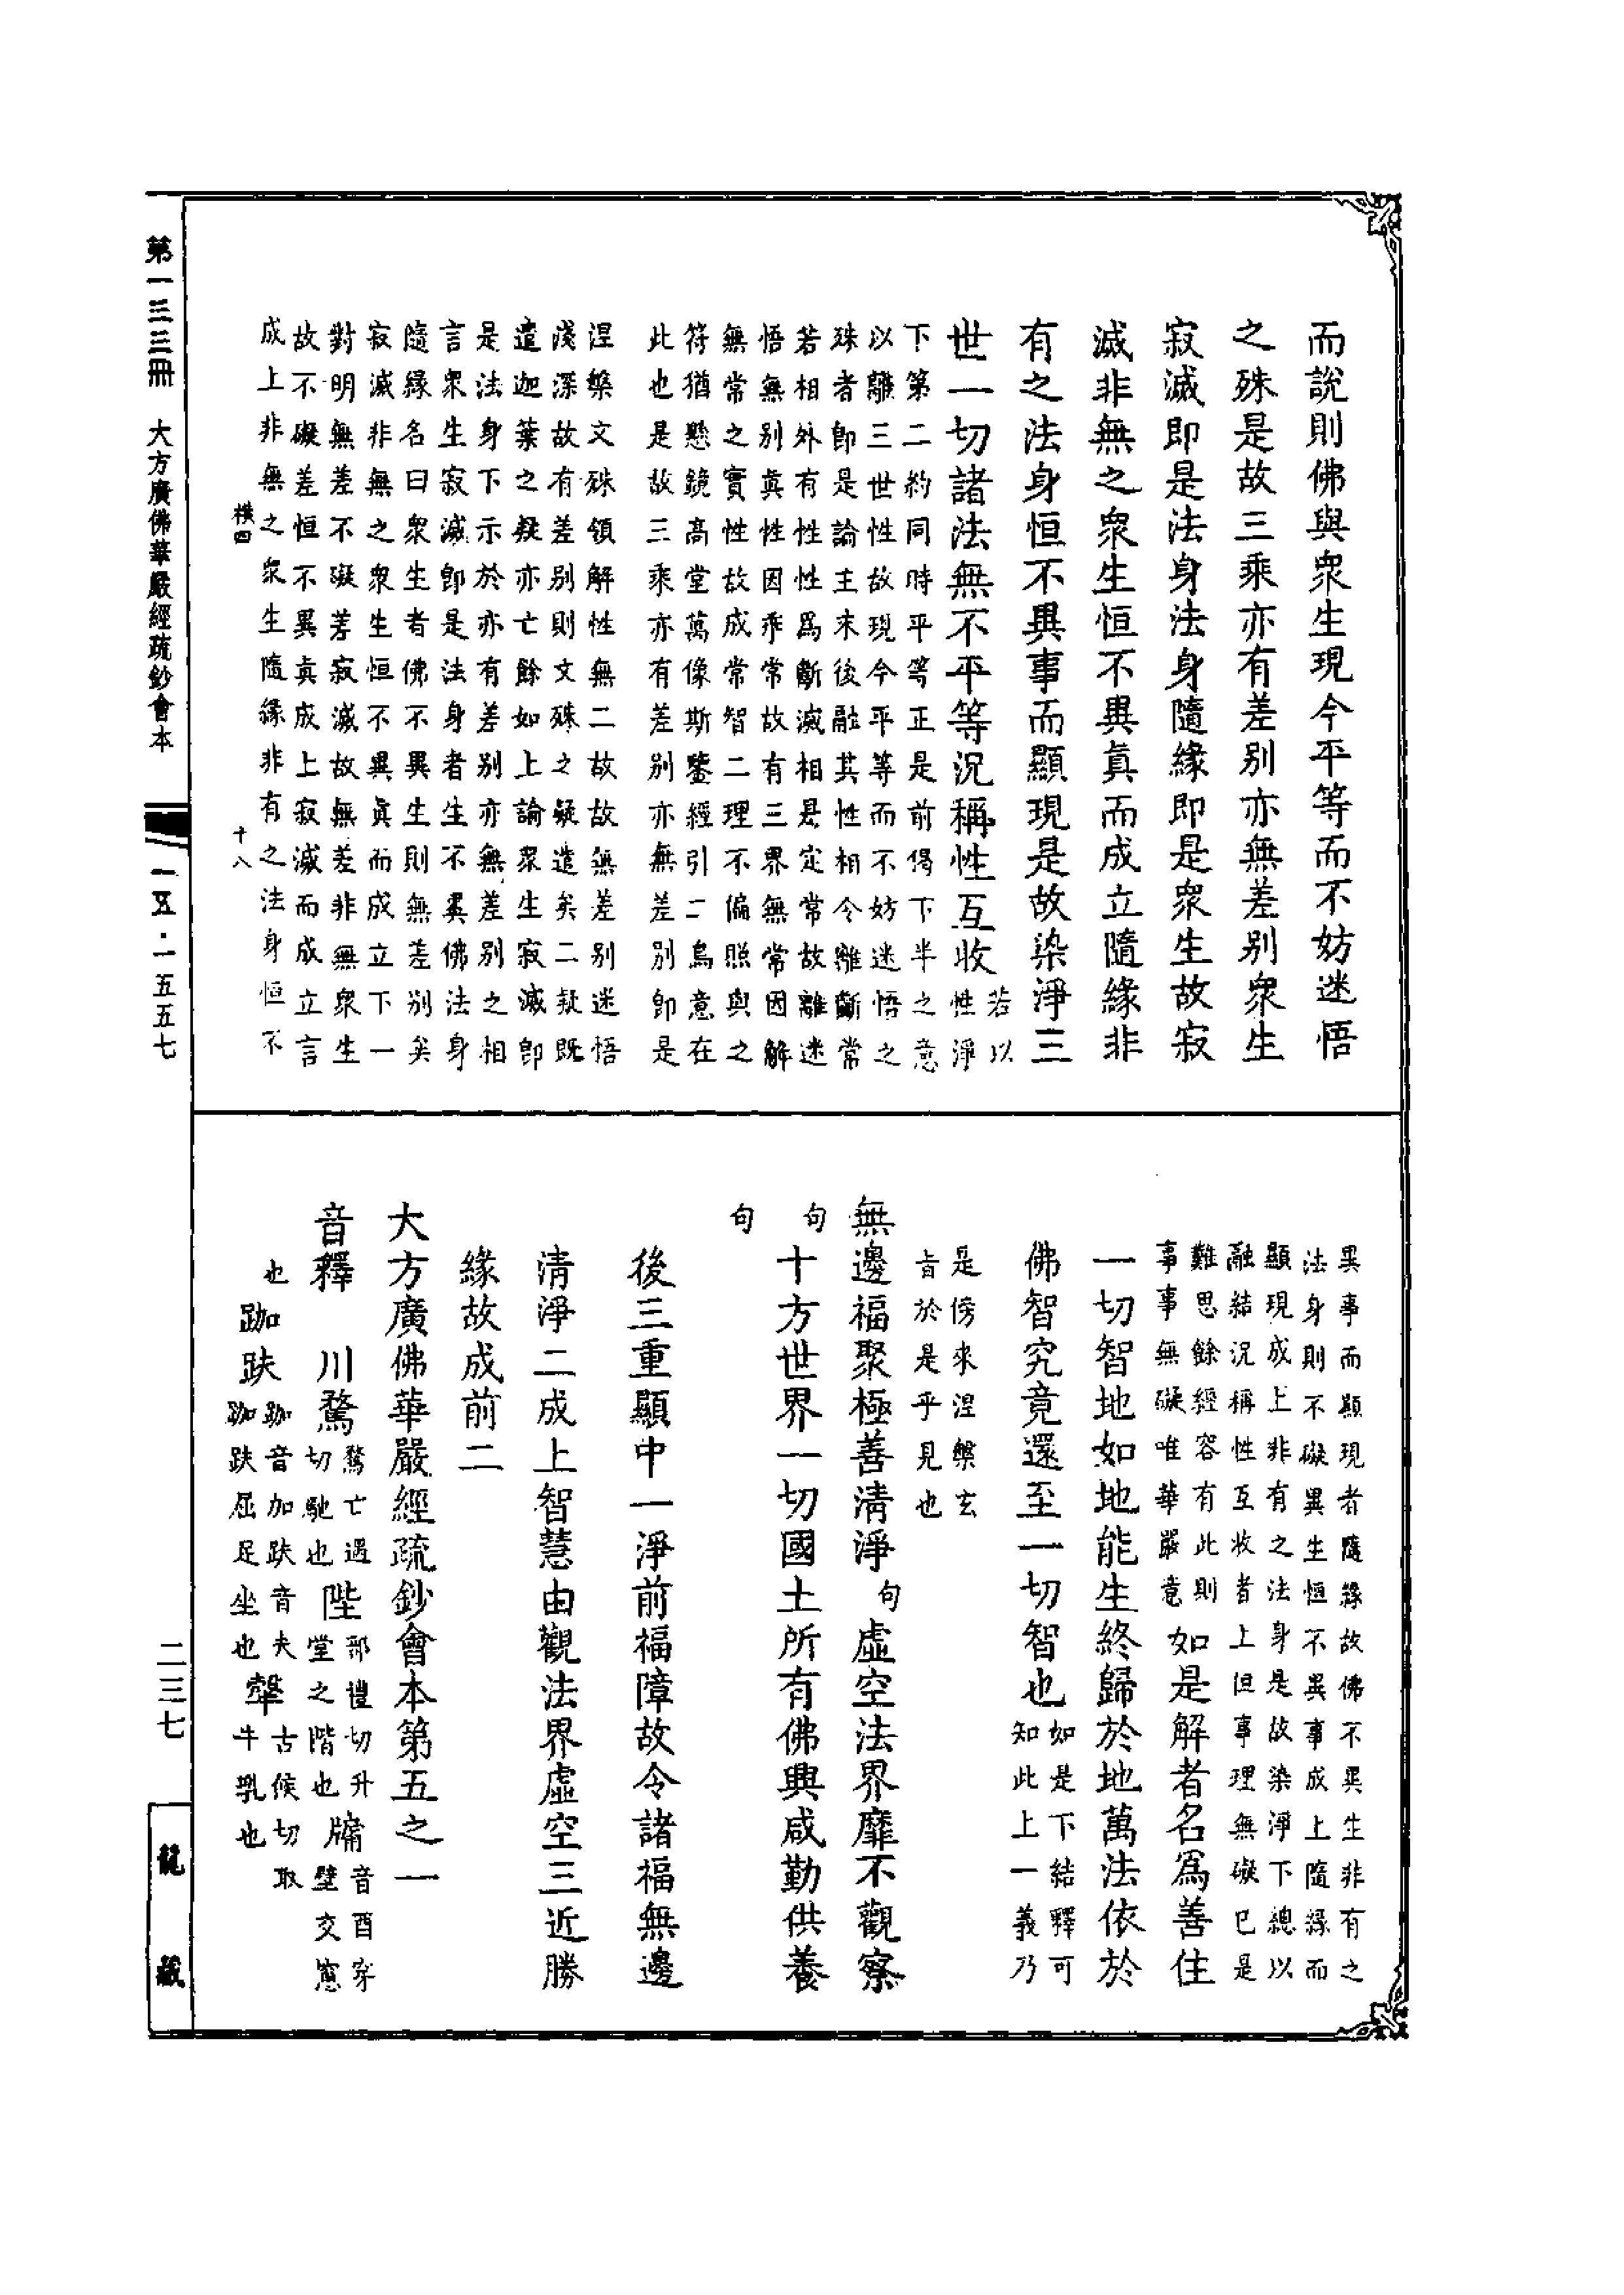 而說則佛與衆生現今平等而不妨迷悟
之殊是故三乘亦有差別亦無差別衆生
寂滅即是法身法身隨緣即是衆生故寂
滅非無之衆生恒不異真而成立隨緣非
有之法身恒不異事而顯現是故染淨三
世一切諸法無不平等況稱性互收
若以
性淨
下第二約同時平等正是前偈下半之意
以離三世性故現今平等而不妨迷悟之
殊者即是論主末後融其性相令離斷常
若相外有性性爲斷滅相是定常故離迷
悟無別真性因乖常故有三界無常因解
無常之實性故成常智二理不偏照與之
符猶懸鏡高堂萬像斯鑒經引二鳥意在
此也是故三乘亦有差別亦無差別即是
涅槃文殊領解性無二故故無差別迷悟
淺深故有差別則文殊之疑遣矣二疑既
遣迦葉之疑亦亡餘如上論衆生寂滅即
是法身下示於亦有差別亦無差別之相
言衆生寂滅即是法身者生不異佛法身
隨緣名曰衆生者佛不異生則無差別矣
寂滅非無之衆生恒不異真而成立下一
對明無差不礙差寂滅故無差非無衆生
故不礙差恒不異真成上寂滅而成立言
成上非無之衆生隨緣非有之法身恒不
橫四
十八
異事而顯現者隨緣故佛不異生非有之
法身則不礙異生恒不異事成上隨緣而
顯現成上非有之法身是故染淨下總以
融結況稱性互收者上但事理無礙已是
難思餘經容有此則
事事無礙唯華嚴意
如是解者名爲善住
一切智地如地能生終歸於地萬法依於
佛智究竟還至一切智也
如是下結釋可
知此上一義乃
是傍來涅槃玄
旨於是乎見也
無邊福聚極善清淨句虛空法界靡不觀察
句十方世界一切國土所有佛興咸勤供養
句
後三重顯中一淨前福障故令諸福無邊
清淨二成上智慧由觀法界虛空三近勝
緣故成前二
大方廣佛華嚴經疏鈔會本第五之一
音釋
川鶩
鶩亡遇
切馳也
陛
部禮切升
堂之階也
牗
音酉穿
壁交窓
也
跏趺
跏音加趺音夫
跏趺屈足坐也
𤚲
古候切取
牛乳也
第一三三冊　大方廣佛華嚴經疏鈔會本
一五·一五五七
二三七
龍藏